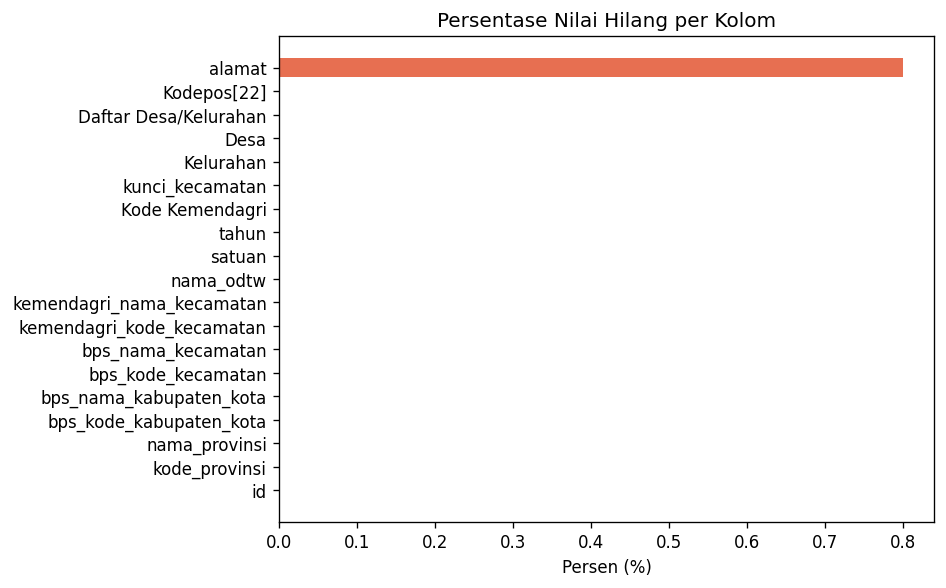 Persentase Nilai Hilang per Kolom
alamat
Kodepos[22]
Daftar Desa/Kelurahan
Desa
Kelurahan
kunci_kecamatan
Kode Kemendagri
tahun
satuan
nama_odtw
kemendagri_nama_kecamatan
kemendagri_kode_kecamatan
bps_nama_kecamatan
bps_kode_kecamatan
bps_nama_kabupaten_kota
bps_kode_kabupaten_kota
nama_provinsi
kode_provinsi
id
0.0 0.1 0.2 0.3 0.4 0.5 0.6 0.7 0.8
Persen (%)